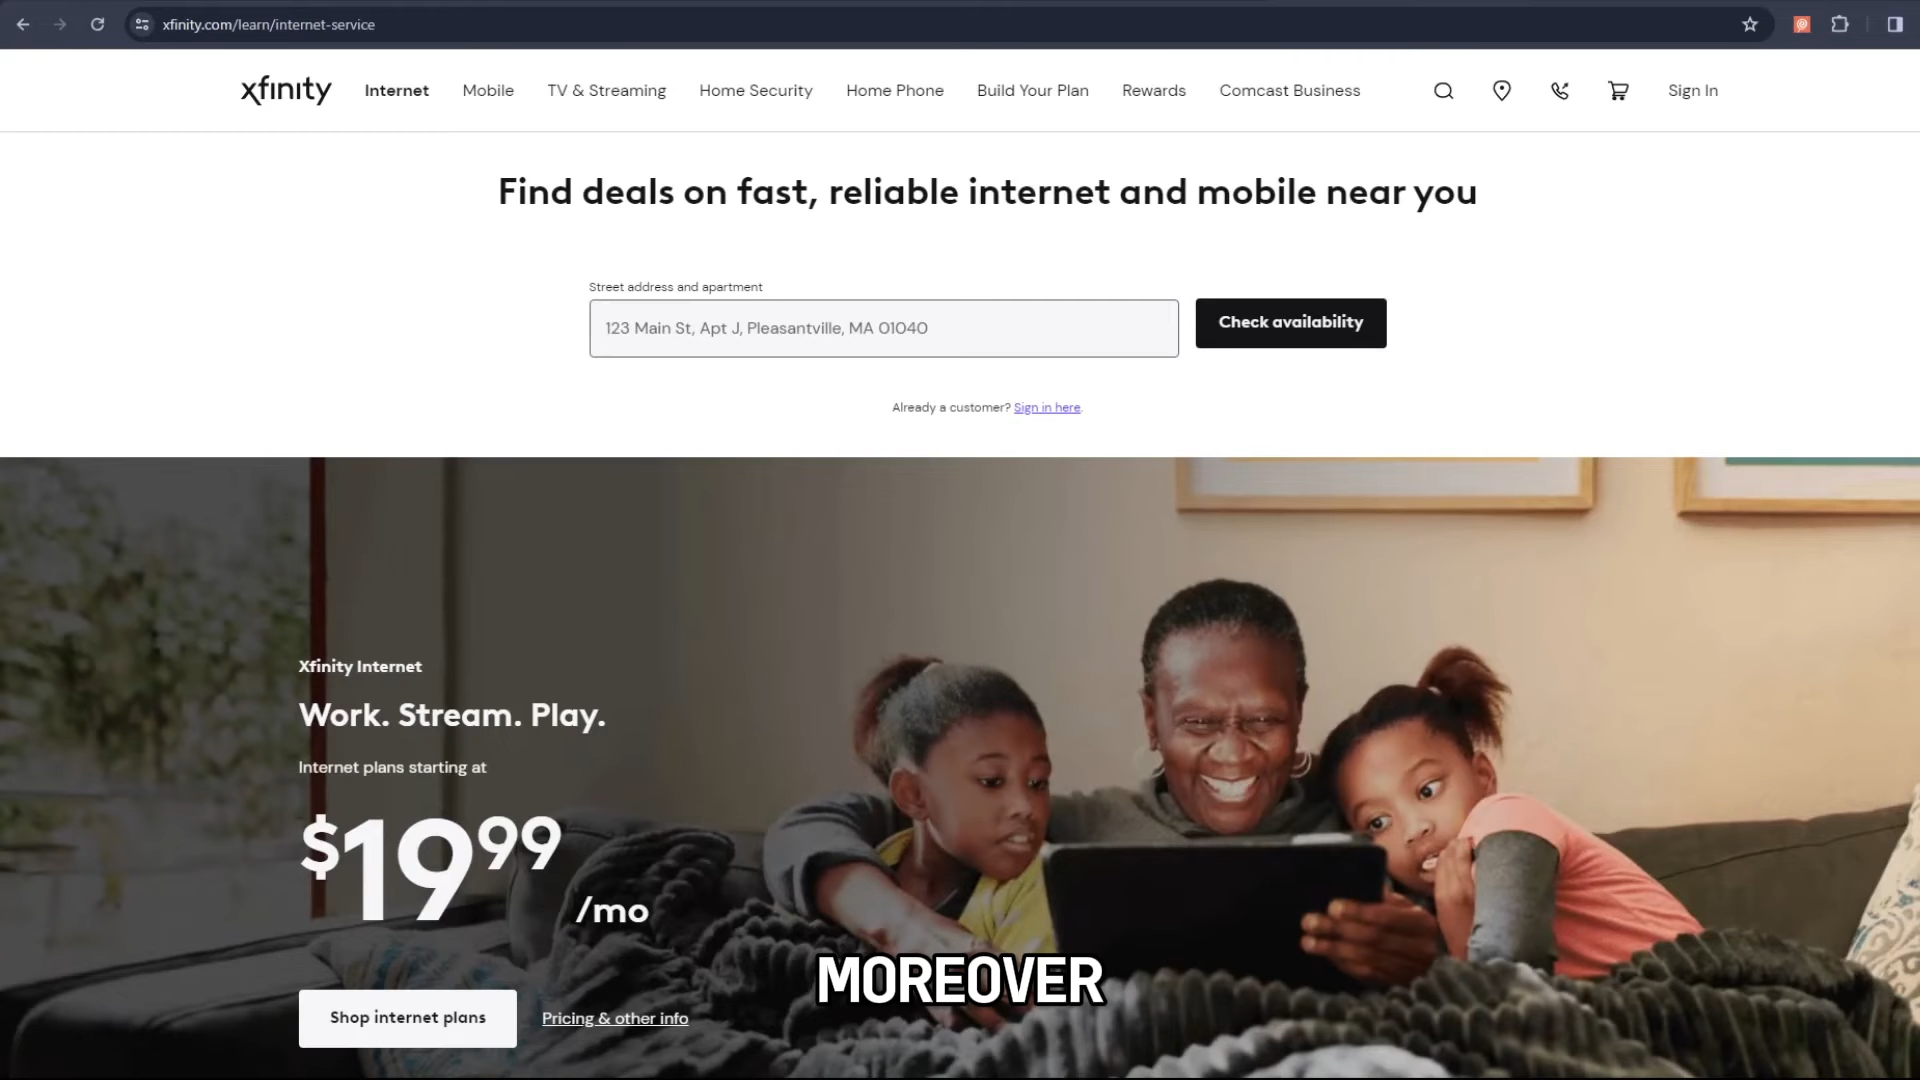 xfinity.com/learn/internet-service
xfinity
Internet
Mobile
TV & Streaming
Home Security
Home Phone
Build Your Plan
Rewards
Comcast Business
Sign In
Find deals on fast, reliable internet and mobile near you
Street address and apartment
123 Main St, Apt J, Pleasantville, MA 01040
Check availability
Already a customer? Sign in here.
Xfinity Internet
Work. Stream. Play.
Internet plans starting at
$19 99 /mo
MOREOVER
Shop internet plans
Pricing & other info